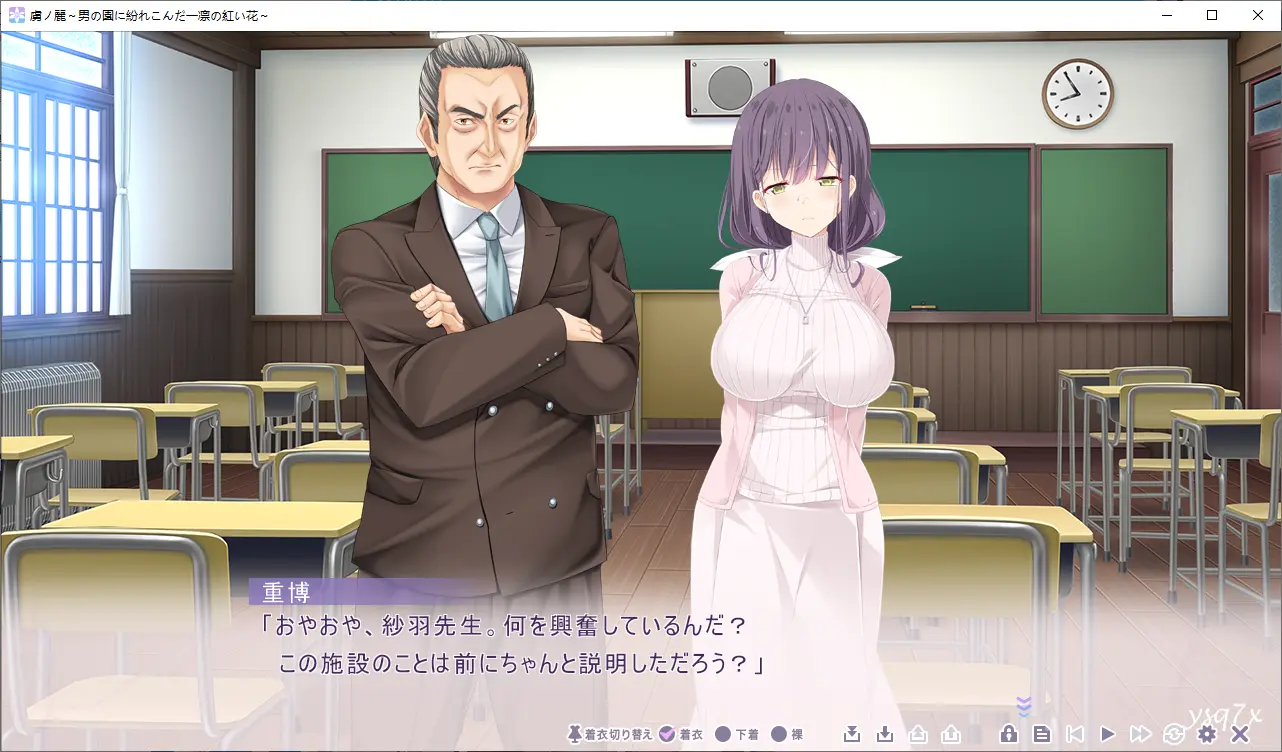 虜ノ麗～男の園に紛れこんだ一凛の紅い花～
重博
「おやおや、紗羽先生。何を興奮しているんだ？
この施設のことは前にちゃんと説明しただろう？」
ysq7x
着衣切り替え 着衣 下着 裸